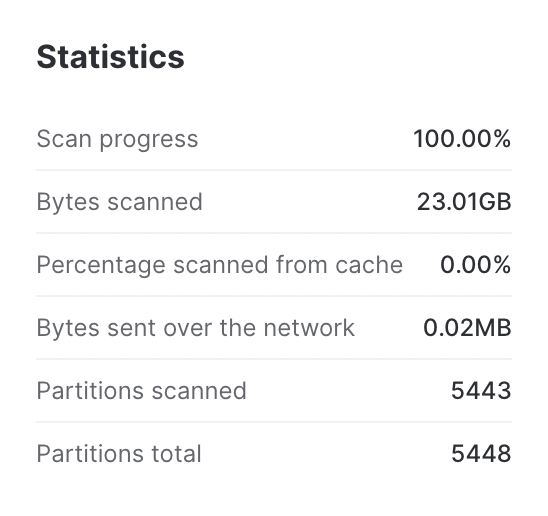 Statistics
Scan progress 100.00%
Bytes scanned 23.01GB
Percentage scanned from cache 0.00%
Bytes sent over the network 0.02MB
Partitions scanned 5443
Partitions total 5448